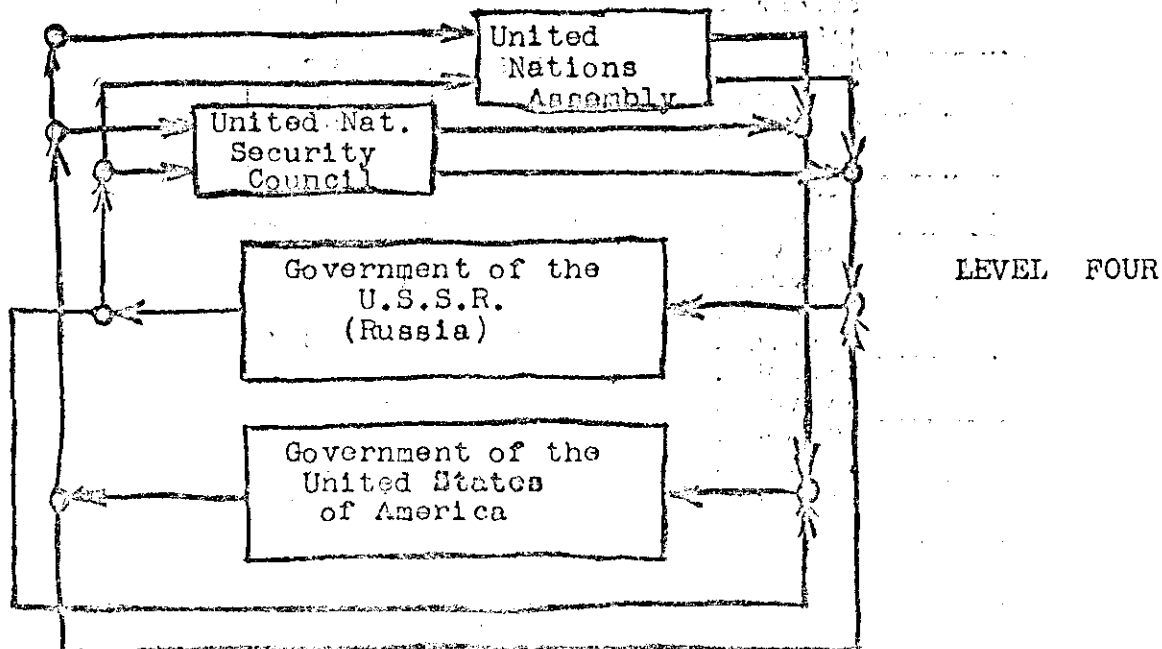 United
Nations
Assembly
United Nat.
Security
Council
Government of the
U.S.S.R.
(Russia)
LEVEL FOUR
Government of the
United States
of America